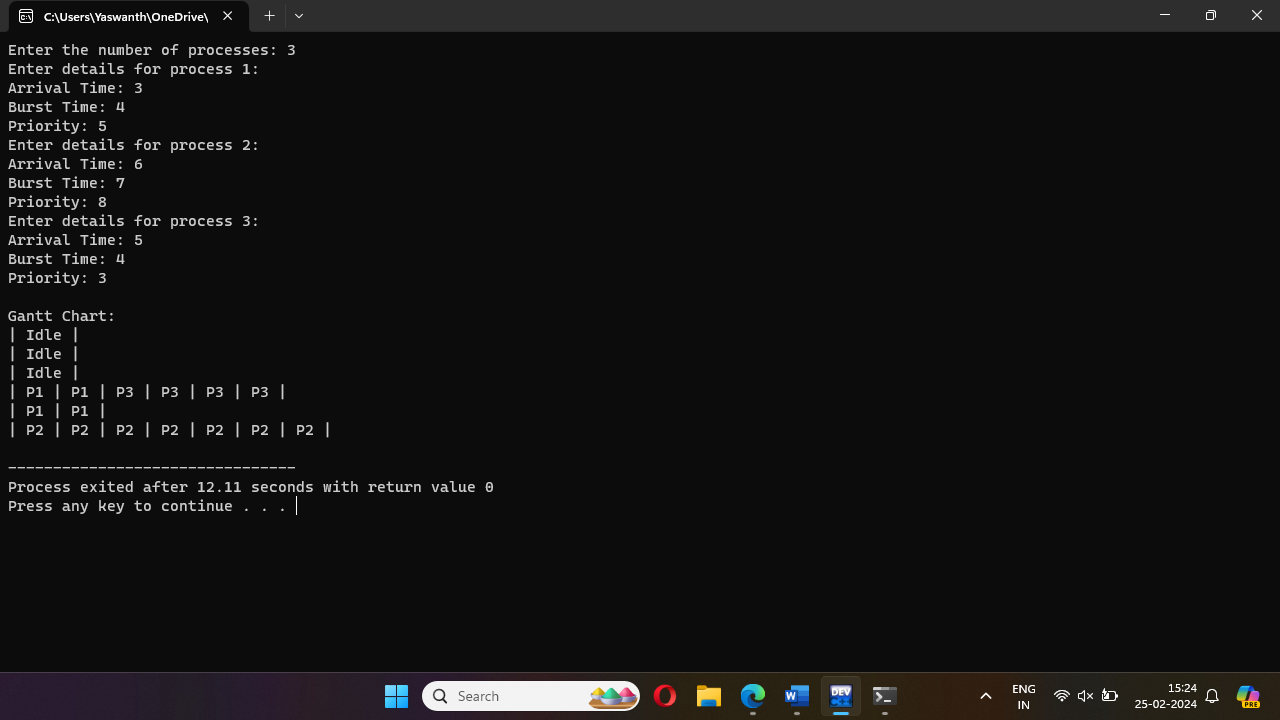 C:\Users\Yaswanth\OneDrive\
Enter the number of processes: 3
Enter details for process 1:
Arrival Time: 3
Burst Time: 4
Priority: 5
Enter details for process 2:
Arrival Time: 6
Burst Time: 7
Priority: 8
Enter details for process 3:
Arrival Time: 5
Burst Time: 4
Priority: 3
Gantt Chart:
| Idle |
| Idle |
| Idle |
| P1 | P1 | P3 | P3 | P3 | P3 |
| P1 | P1 |
| P2 | P2 | P2 | P2 | P2 | P2 | P2 |
--------------------------------
Process exited after 12.11 seconds with return value 0
Press any key to continue . . .
Search
DEV
C++
ENG
IN
15:24
25-02-2024
PRE